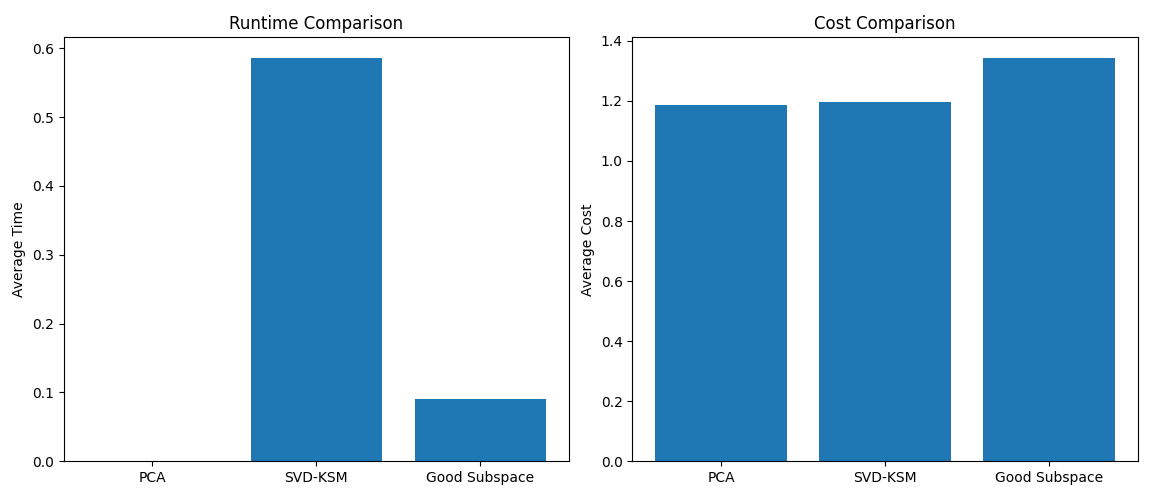 Runtime Comparison
Average Time
0.6
0.5
0.4
0.3
0.2
0.1
0.0
PCA SVD-KSM Good Subspace
Cost Comparison
Average Cost
1.4
1.2
1.0
0.8
0.6
0.4
0.2
0.0
PCA SVD-KSM Good Subspace